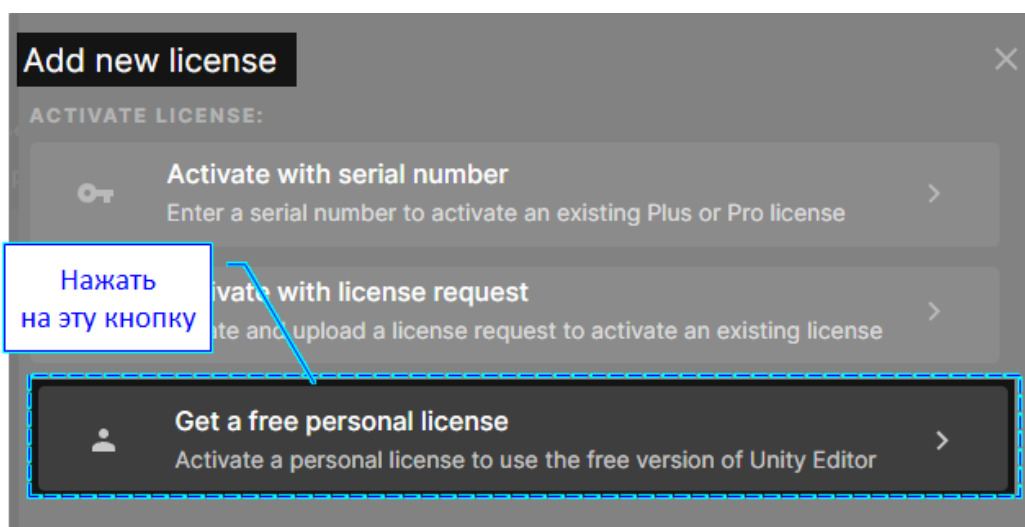 Add new license
ACTIVATE LICENSE:
Activate with serial number
Enter a serial number to activate an existing Plus or Pro license
Нажать
на эту кнопку
with license request
and upload a license request to activate an existing license
Get a free personal license
Activate a personal license to use the free version of Unity Editor